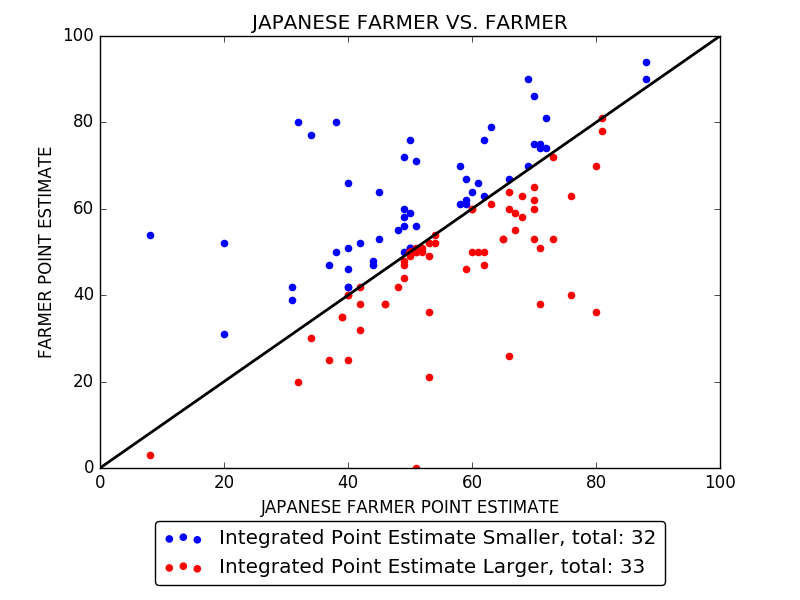 JAPANESE FARMER VS. FARMER
100
80
60
40
20
0
FARMER POINT ESTIMATE
0 20 40 60 80 100
JAPANESE FARMER POINT ESTIMATE
Integrated Point Estimate Smaller, total: 32
Integrated Point Estimate Larger, total: 33